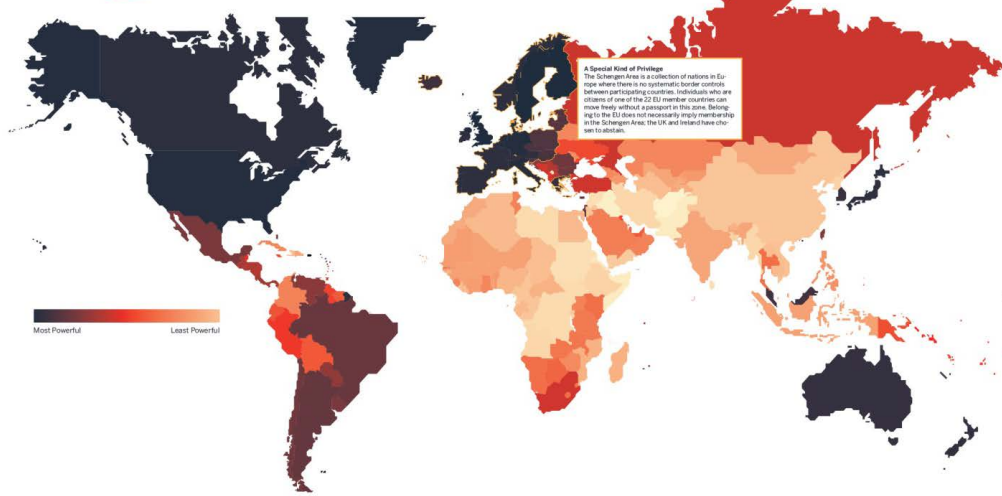 A Special Kind of Privilege
The Schengen Area is a collection of nations in Eu-
rope where there is no systematic border controls
between participating countries. Individuals who are
citizens of one of the 22 EU member countries can
move freely without a passport in this zone. Belong-
ing to the EU does not necessarily imply membership
in the Schengen Area; the UK and Ireland have cho-
sen to abstain.
Most Powerful
Least Powerful